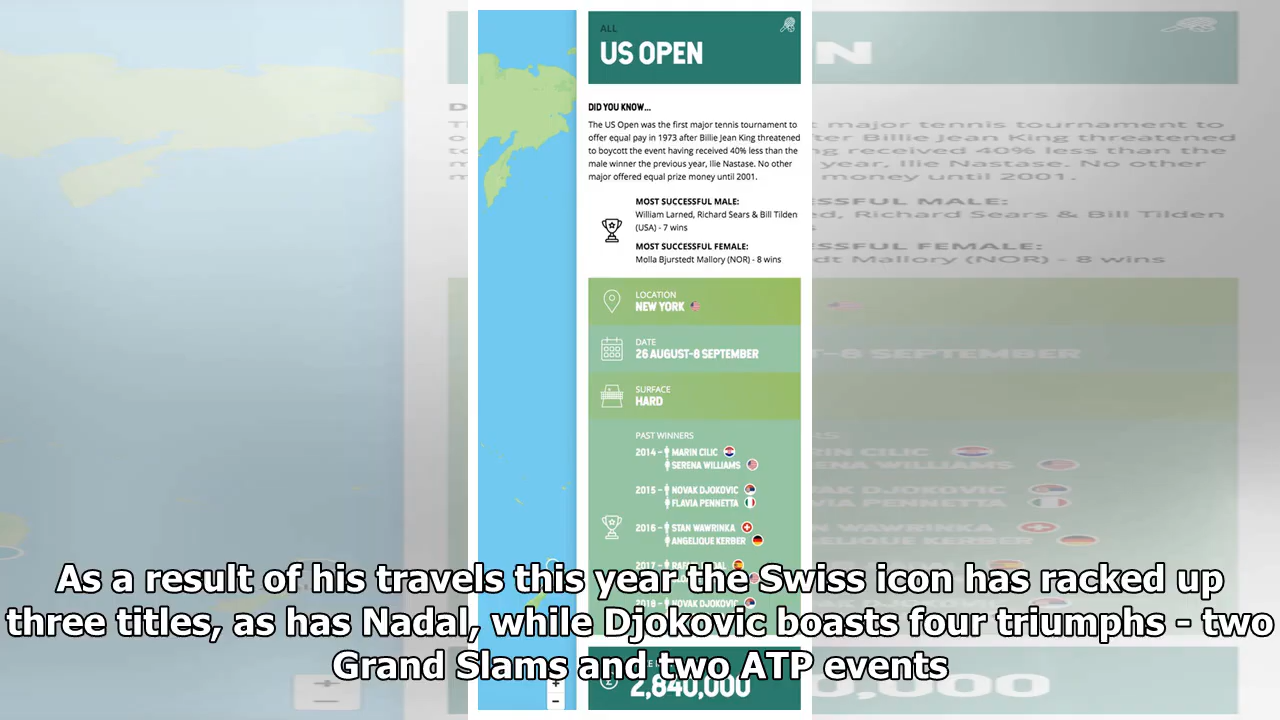 ALL
US OPEN
DID YOU KNOW...
The US Open was the first major tennis tournament to
offer equal pay in 1973 after Billie Jean King threatened
to boycott the event having received 40% less than the
male winner the previous year, Ilie Nastase. No other
major offered equal prize money until 2001.
MOST SUCCESSFUL MALE:
William Larned, Richard Sears & Bill Tilden
(USA) - 7 wins
MOST SUCCESSFUL FEMALE:
Molla Bjurstedt Mallory (NOR) - 8 wins
LOCATION
NEW YORK
DATE
26 AUGUST-8 SEPTEMBER
SURFACE
HARD
PAST WINNERS
2014 - MARIN CILIC
SERENA WILLIAMS
2015 - NOVAK DJOKOVIC
FLAVIA PENNETTA
2016 - STAN WAWRINKA
ANGELIQUE KERBER
2017 -
2018 - NOVAK DJOKOVIC
As a result of his travels this year the Swiss icon has racked up
three titles, as has Nadal, while Djokovic boasts four triumphs - two
Grand Slams and two ATP events
2,840,000